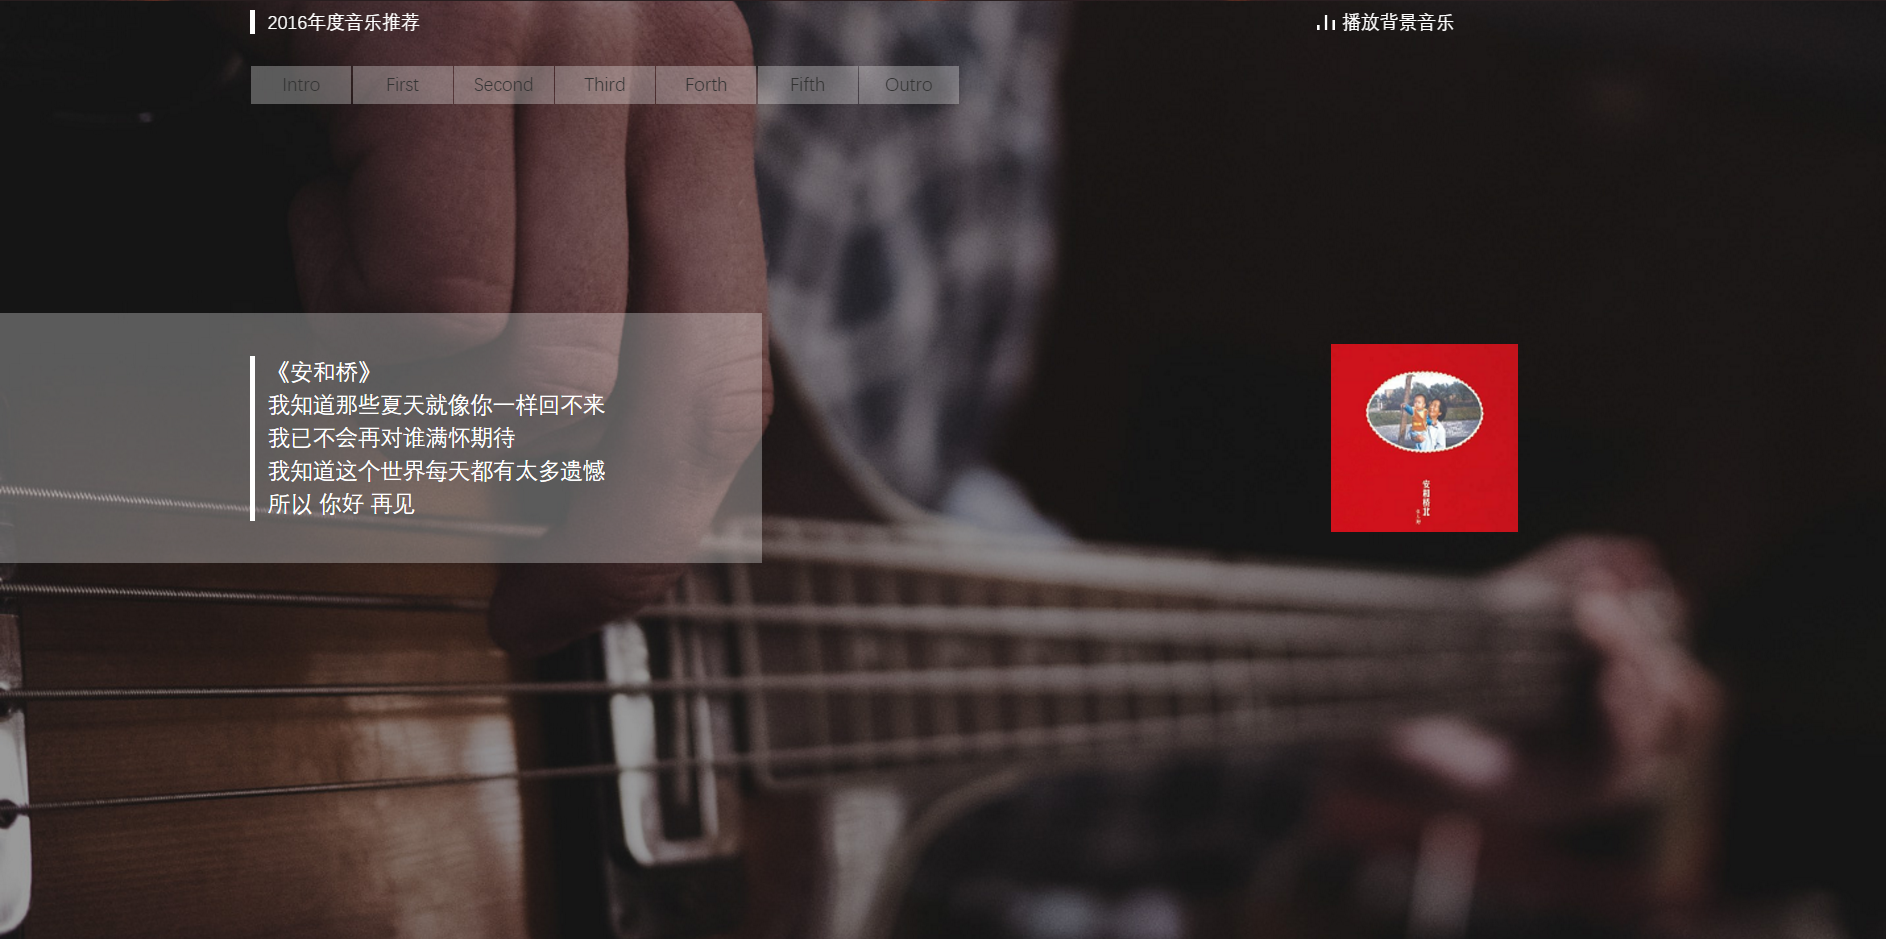 2016年度音乐推荐
播放背景音乐
Intro First Second Third Forth Fifth Outro
《安和桥》
我知道那些夏天就像你一样回不来
我已不会再对谁满怀期待
我知道这个世界每天都有太多遗憾
所以 你好 再见
安和桥北